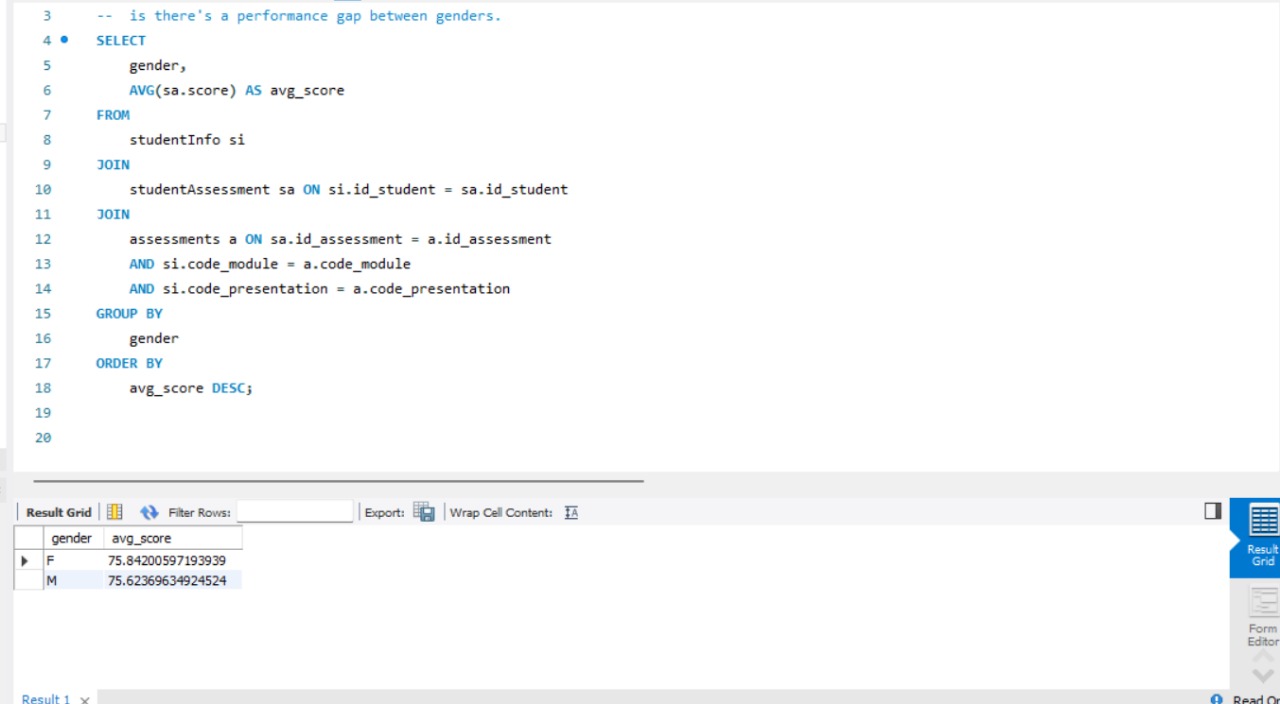 3 -- is there's a performance gap between genders.
4 SELECT
5 gender,
6 AVG(sa.score) AS avg_score
7 FROM
8 studentInfo si
9 JOIN
10 studentAssessment sa ON si.id_student = sa.id_student
11 JOIN
12 assessments a ON sa.id_assessment = a.id_assessment
13 AND si.code_module = a.code_module
14 AND si.code_presentation = a.code_presentation
15 GROUP BY
16 gender
17 ORDER BY
18 avg_score DESC;
19
20
Result Grid Filter Rows: Export: Wrap Cell Content: IA
gender avg_score
F 75.84200597193939
M 75.62369634924524
Result
Grid
Form
Editor
Result 1 × Read